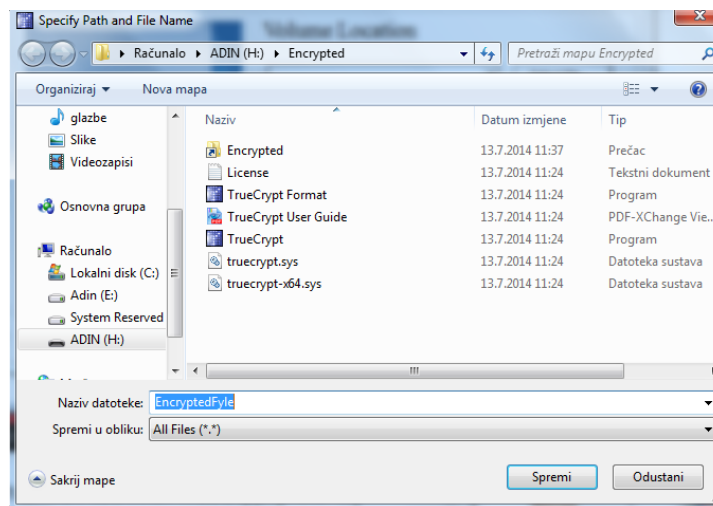 Specify Path and File Name
Volume Location
Računalo ADIN (H:) Encrypted
Pretraži mapu Encrypted
Organiziraj Nova mapa
glazbe
Slike
Videozapisi
Osnovna grupa
Računalo
Lokalni disk (C:)
Adin (E:)
System Reserved
ADIN (H:)
Naziv Datum izmjene Tip
Encrypted 13.7.2014 11:37 Prečac
License 13.7.2014 11:24 Tekstni dokument
TrueCrypt Format 13.7.2014 11:24 Program
TrueCrypt User Guide 13.7.2014 11:24 PDF-XChange Vie...
TrueCrypt 13.7.2014 11:24 Program
truecrypt.sys 13.7.2014 11:24 Datoteka sustava
truecrypt-x64.sys 13.7.2014 11:24 Datoteka sustava
Naziv datoteke: EncryptedFyle
Spremi u obliku: All Files (*.*)
Sakrij mape Spremi Odustani